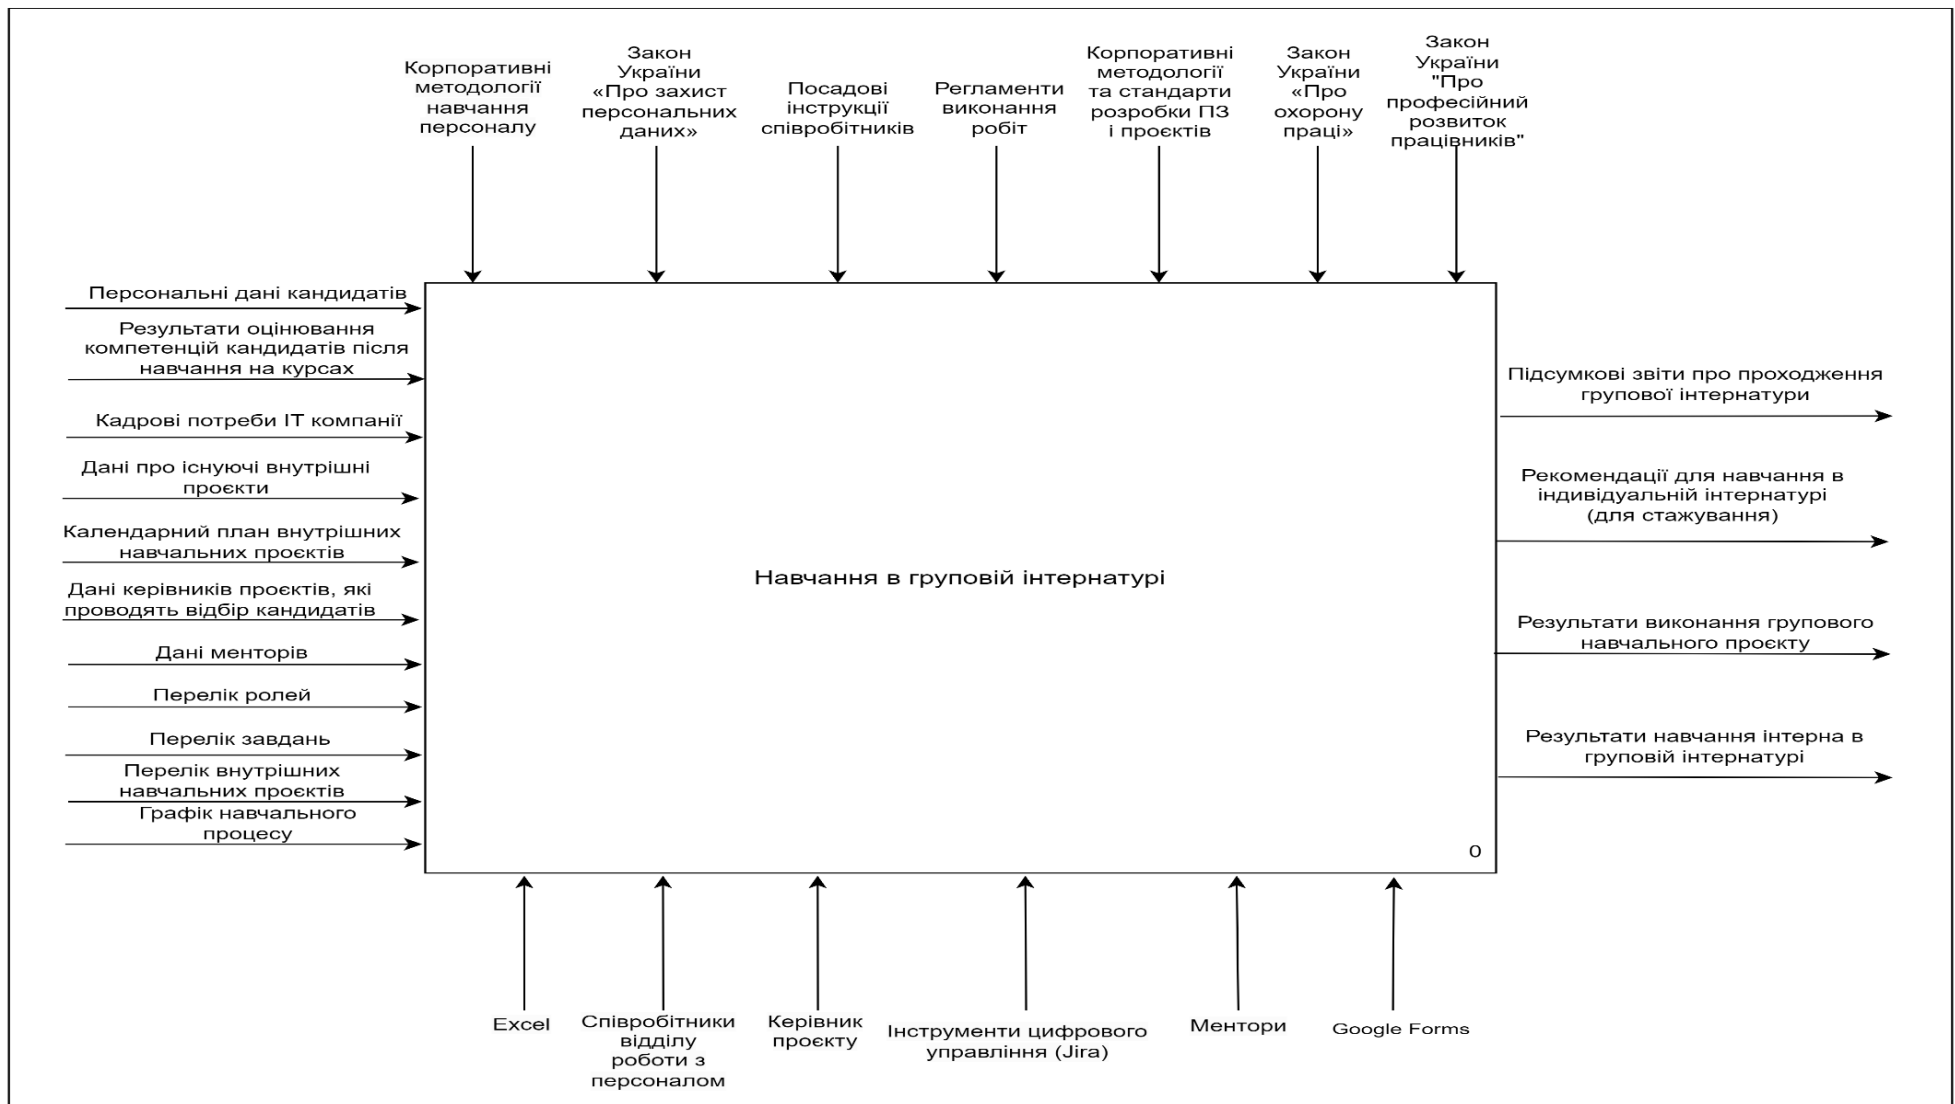 Корпоративні
методології
навчання
персоналу
Закон
України
«Про захист
персональних
даних»
Посадові
інструкції
співробітників
Регламенти
виконання
робіт
Корпоративні
методології
та стандарти
розробки ПЗ
і проєктів
Закон
України
«Про
охорону
праці»
Закон
України
"Про
професійний
розвиток
працівників"
Персональні дані кандидатів
Результати оцінювання
компетенцій кандидатів після
навчання на курсах
Кадрові потреби ІТ компанії
Дані про існуючі внутрішні
проєкти
Календарний план внутрішних
навчальних проєктів
Дані керівників проєктів, які
проводять відбір кандидатів
Дані менторів
Перелік ролей
Перелік завдань
Перелік внутрішних
навчальних проєктів
Графік навчального
процесу
Навчання в груповій інтернатурі
0
Підсумкові звіти про проходження
групової інтернатури
Рекомендації для навчання в
індивідуальній інтернатурі
(для стажування)
Результати виконання групового
навчального проєкту
Результати навчання інтерна в
груповій інтернатурі
Excel
Співробітники
відділу
роботи з
персоналом
Керівник
проєкту
Інструменти цифрового
управління (Jira)
Ментори
Google Forms